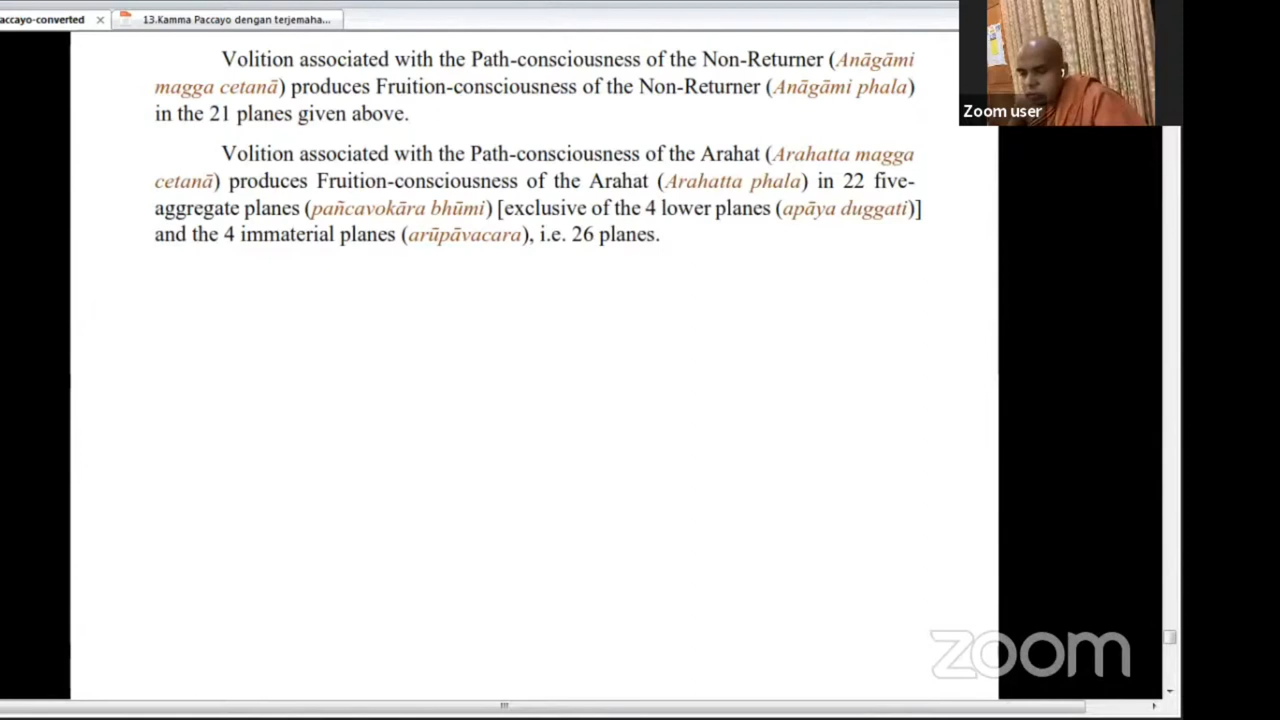 accayo-converted
13.Kamma Paccayo dengan terjemaha...
Volition associated with the Path-consciousness of the Non-Returner (Anāgāmi
magga cetanā) produces Fruition-consciousness of the Non-Returner (Anāgāmi phala)
in the 21 planes given above.
Volition associated with the Path-consciousness of the Arahat (Arahatta magga
cetanā) produces Fruition-consciousness of the Arahat (Arahatta phala) in 22 five-
aggregate planes (pañcavokāra bhūmi) [exclusive of the 4 lower planes (apāya duggati)]
and the 4 immaterial planes (arūpāvacara), i.e. 26 planes.
Zoom user
zoom